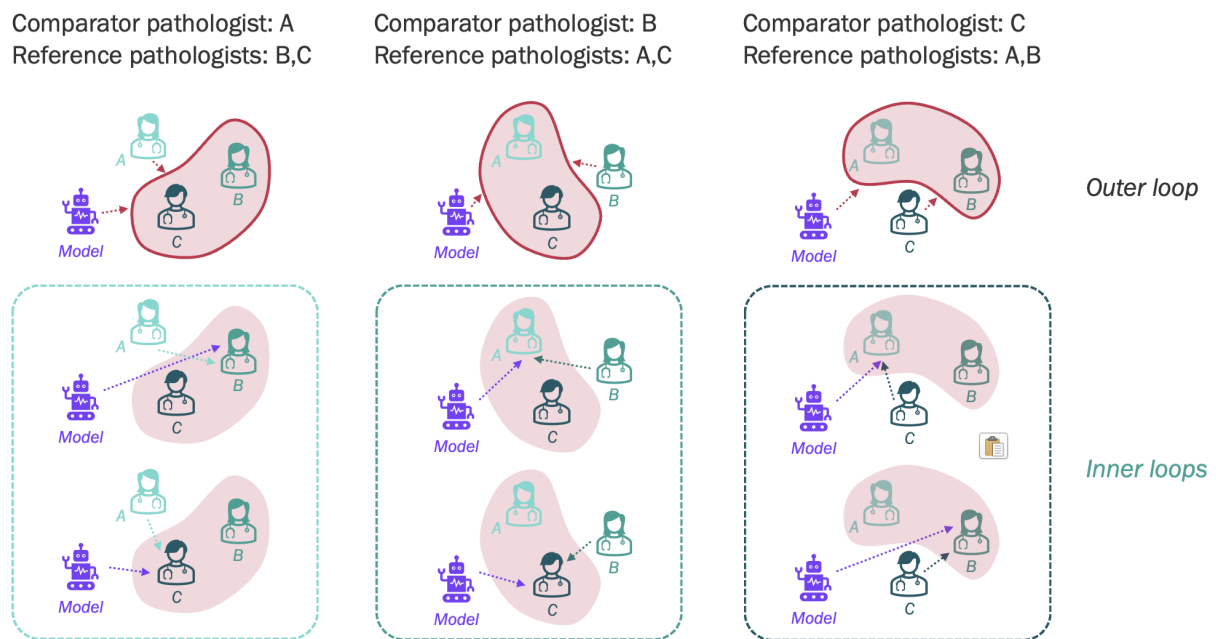 Comparator pathologist: A
Reference pathologists: B,C
Comparator pathologist: B
Reference pathologists: A,C
Comparator pathologist: C
Reference pathologists: A,B
A
B
C
Model
A
B
C
Model
A
B
C
Model
Outer loop
A
B
C
Model
A
B
C
Model
A
B
C
Model
Inner loops
A
B
C
Model
A
B
C
Model
A
B
C
Model